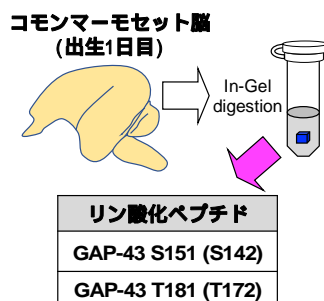 コモンマーモセット脳
(出生1日目)
In-Gel
digestion
リン酸化ペプチド
GAP-43 S151 (S142)
GAP-43 T181 (T172)